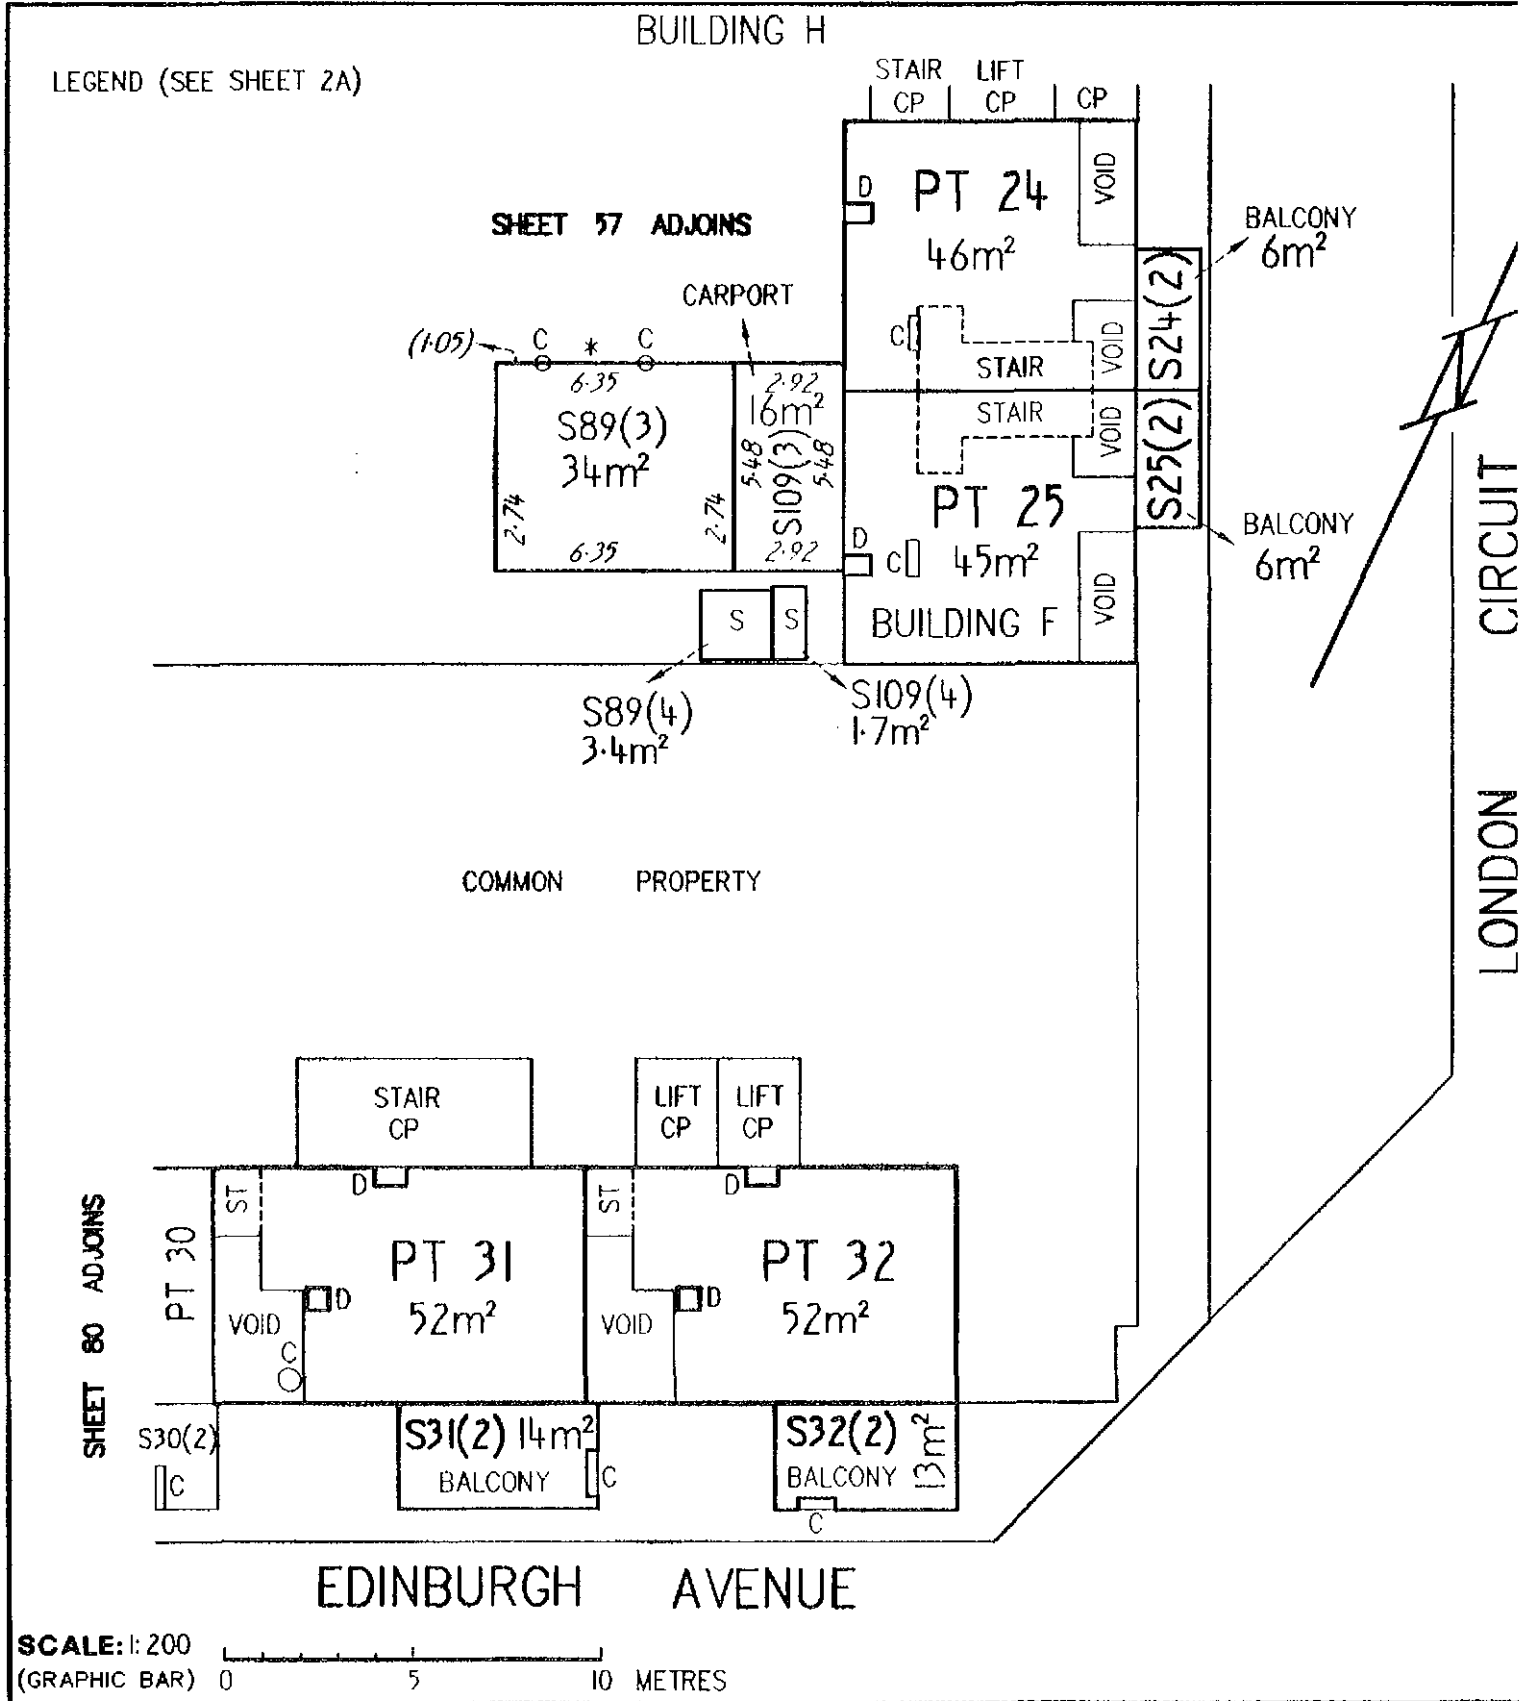 BUILDING H
LEGEND (SEE SHEET 2A)
STAIR
CP
LIFT
CP
CP
PT 24
46m²
VOID
D
SHEET 57 ADJOINS
BALCONY
6m²
S24(2)
CARPORT
(1·05)
C
*
C
6·35
S89(3)
34m²
2·74
2·74
6·35
2·92
16m²
5·48
S109(3)
5·48
2·92
C
STAIR
VOID
STAIR
VOID
S25(2)
PT 25
45m²
D
C
VOID
BUILDING F
BALCONY
6m²
S
S
S89(4)
3·4m²
S109(4)
1·7m²
LONDON CIRCUIT
COMMON PROPERTY
STAIR
CP
LIFT
CP
LIFT
CP
SHEET 80 ADJOINS
PT 30
ST
D
PT 31
52m²
D
VOID
C
ST
D
PT 32
52m²
D
VOID
S30(2)
C
S31(2) 14m²
BALCONY
C
S32(2)
BALCONY
13m²
C
EDINBURGH AVENUE
SCALE: 1:200
(GRAPHIC BAR) 0 5 10 METRES